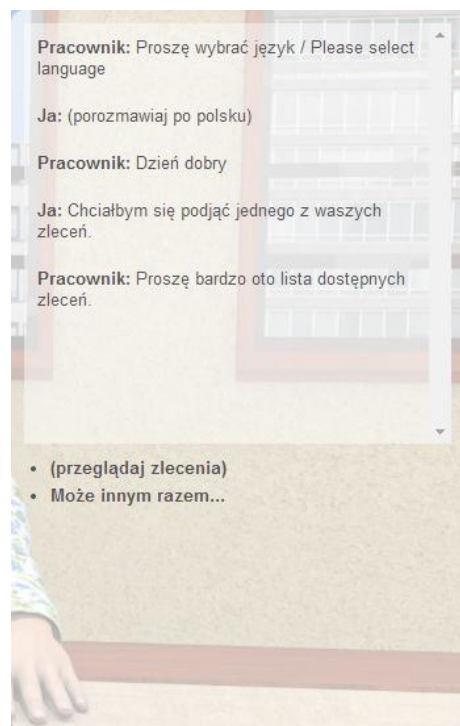 Pracownik: Proszę wybrać język / Please select
language
Ja: (porozmawiaj po polsku)
Pracownik: Dzień dobry
Ja: Chciałbym się podjąć jednego z waszych
zleceń.
Pracownik: Proszę bardzo oto lista dostępnych
zleceń.
• (przeglądaj zlecenia)
• Może innym razem...